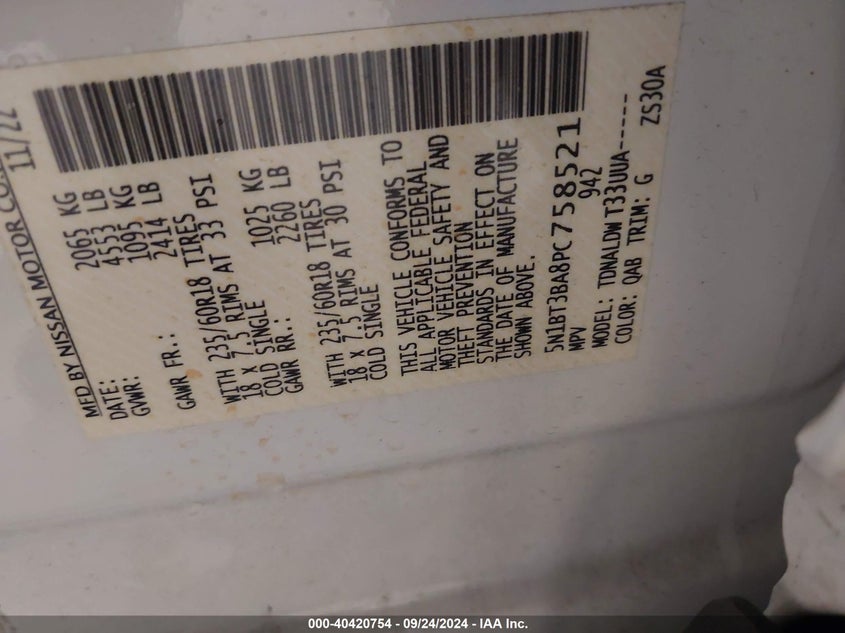 MFD BY NISSAN MOTOR CO
DATE: 11/22
GVWR: 2065 KG
4553 LB
GAWR FR.: 1095 KG
2414 LB
WITH 235/60R18 TIRES
18 X 7.5 RIMS AT 33 PSI
COLD SINGLE
GAWR RR.: 1025 KG
2260 LB
WITH 235/60R18 TIRES
18 X 7.5 RIMS AT 30 PSI
COLD SINGLE
THIS VEHICLE CONFORMS TO
ALL APPLICABLE FEDERAL
MOTOR VEHICLE SAFETY AND
THEFT PREVENTION
STANDARDS IN EFFECT ON
THE DATE OF MANUFACTURE
SHOWN ABOVE.
5N1BT3BA8PC758521
MPV 942
MODEL: TDNALDW T33UUA-----
COLOR: QAB TRIM: G ZS30A
000-40420754 - 09/24/2024 - IAA Inc.